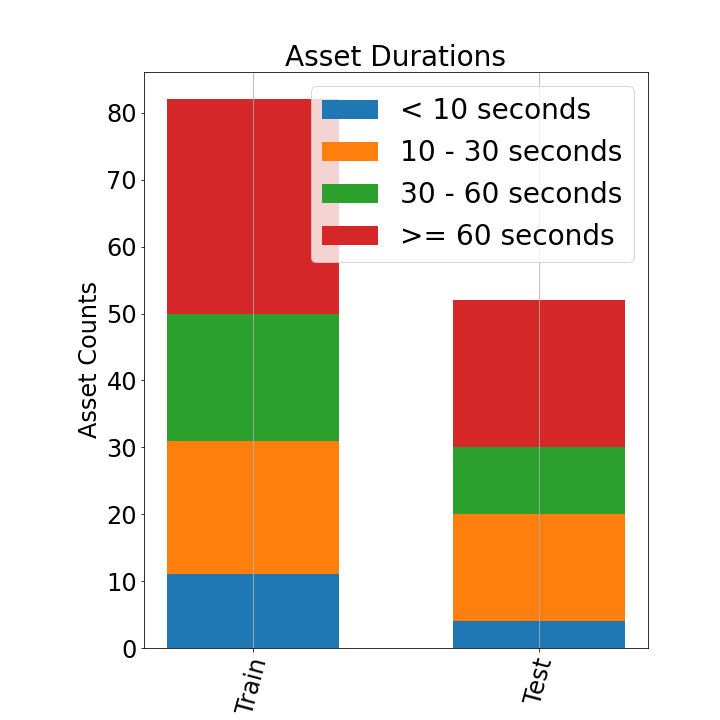 Asset Durations
< 10 seconds
10 - 30 seconds
30 - 60 seconds
>= 60 seconds
Asset Counts
80
70
60
50
40
30
20
10
0
Train
Test